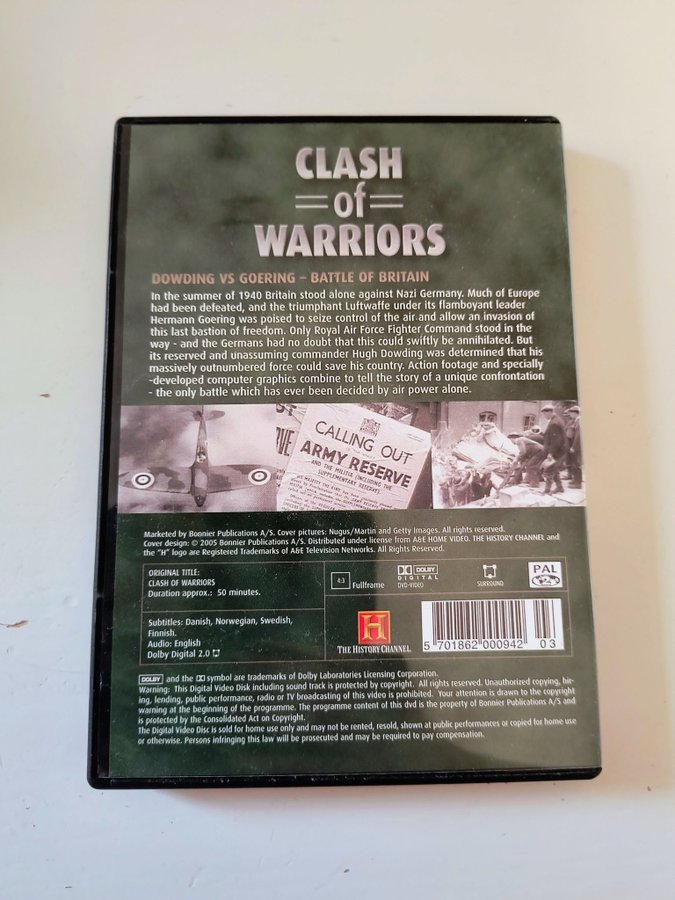 CLASH
of
WARRIORS
DOWDING VS GOERING – BATTLE OF BRITAIN
In the summer of 1940 Britain stood alone against Nazi Germany. Much of Europe
had been defeated, and the triumphant Luftwaffe under its flamboyant leader
Hermann Goering was poised to seize control of the air and allow an invasion of
this last bastion of freedom. Only Royal Air Force Fighter Command stood in the
way - and the Germans had no doubt that this could swiftly be annihilated. But
its reserved and unassuming commander Hugh Dowding was determined that his
massively outnumbered force could save his country. Action footage and specially
-developed computer graphics combine to tell the story of a unique confrontation
- the only battle which has ever been decided by air power alone.
CALLING OUT
ARMY RESERVE
AND THE MILITIA (INCLUDING THE
SUPPLEMENTARY RESERVE)
Marketed by Bonnier Publications A/S. Cover pictures: Nugus/Martin and Getty Images. All rights reserved.
Cover design: © 2005 Bonnier Publications A/S. Distributed under license from A&E HOME VIDEO. THE HISTORY CHANNEL and
the "H" logo are Registered Trademarks of A&E Television Networks. All Rights Reserved.
ORIGINAL TITLE:
CLASH OF WARRIORS
Duration approx.: 50 minutes.
Subtitles: Danish, Norwegian, Swedish,
Finnish.
Audio: English
Dolby Digital 2.0
4:3 Fullframe
DOLBY
DIGITAL
DVD-VIDEO
SURROUND
PAL
H
THE HISTORY CHANNEL
5 701862 000942 03
DOLBY and the DD symbol are trademarks of Dolby Laboratories Licensing Corporation.
Warning: This Digital Video Disk including sound track is protected by copyright. All rights reserved. Unauthorized copying, hir-
ing, lending, public performance, radio or TV broadcasting of this video is prohibited. Your attention is drawn to the copyright
warning at the beginning of the programme. The programme content of this dvd is the property of Bonnier Publications A/S and
is protected by the Consolidated Act on Copyright.
The Digital Video Disc is sold for home use only and may not be rented, resold, shown at public performances or copied for home use
or otherwise. Persons infringing this law will be prosecuted and may be required to pay compensation.